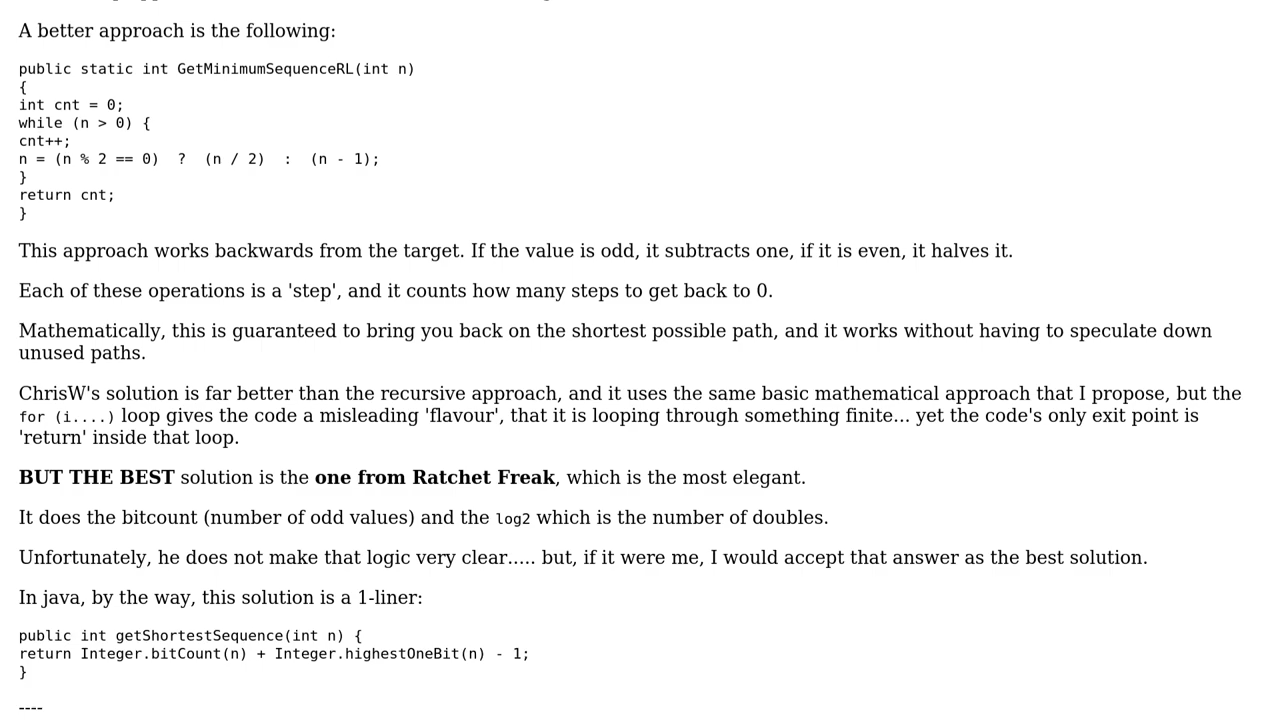 A better approach is the following:
public static int GetMinimumSequenceRL(int n)
{
int cnt = 0;
while (n > 0) {
cnt++;
n = (n % 2 == 0)  ?  (n / 2)  :  (n - 1);
}
return cnt;
}
This approach works backwards from the target. If the value is odd, it subtracts one, if it is even, it halves it.
Each of these operations is a 'step', and it counts how many steps to get back to 0.
Mathematically, this is guaranteed to bring you back on the shortest possible path, and it works without having to speculate down
unused paths.
ChrisW's solution is far better than the recursive approach, and it uses the same basic mathematical approach that I propose, but the
for (i....) loop gives the code a misleading 'flavour', that it is looping through something finite... yet the code's only exit point is
'return' inside that loop.
BUT THE BEST solution is the one from Ratchet Freak, which is the most elegant.
It does the bitcount (number of odd values) and the log2 which is the number of doubles.
Unfortunately, he does not make that logic very clear..... but, if it were me, I would accept that answer as the best solution.
In java, by the way, this solution is a 1-liner:
public int getShortestSequence(int n) {
return Integer.bitCount(n) + Integer.highestOneBit(n) - 1;
}
----